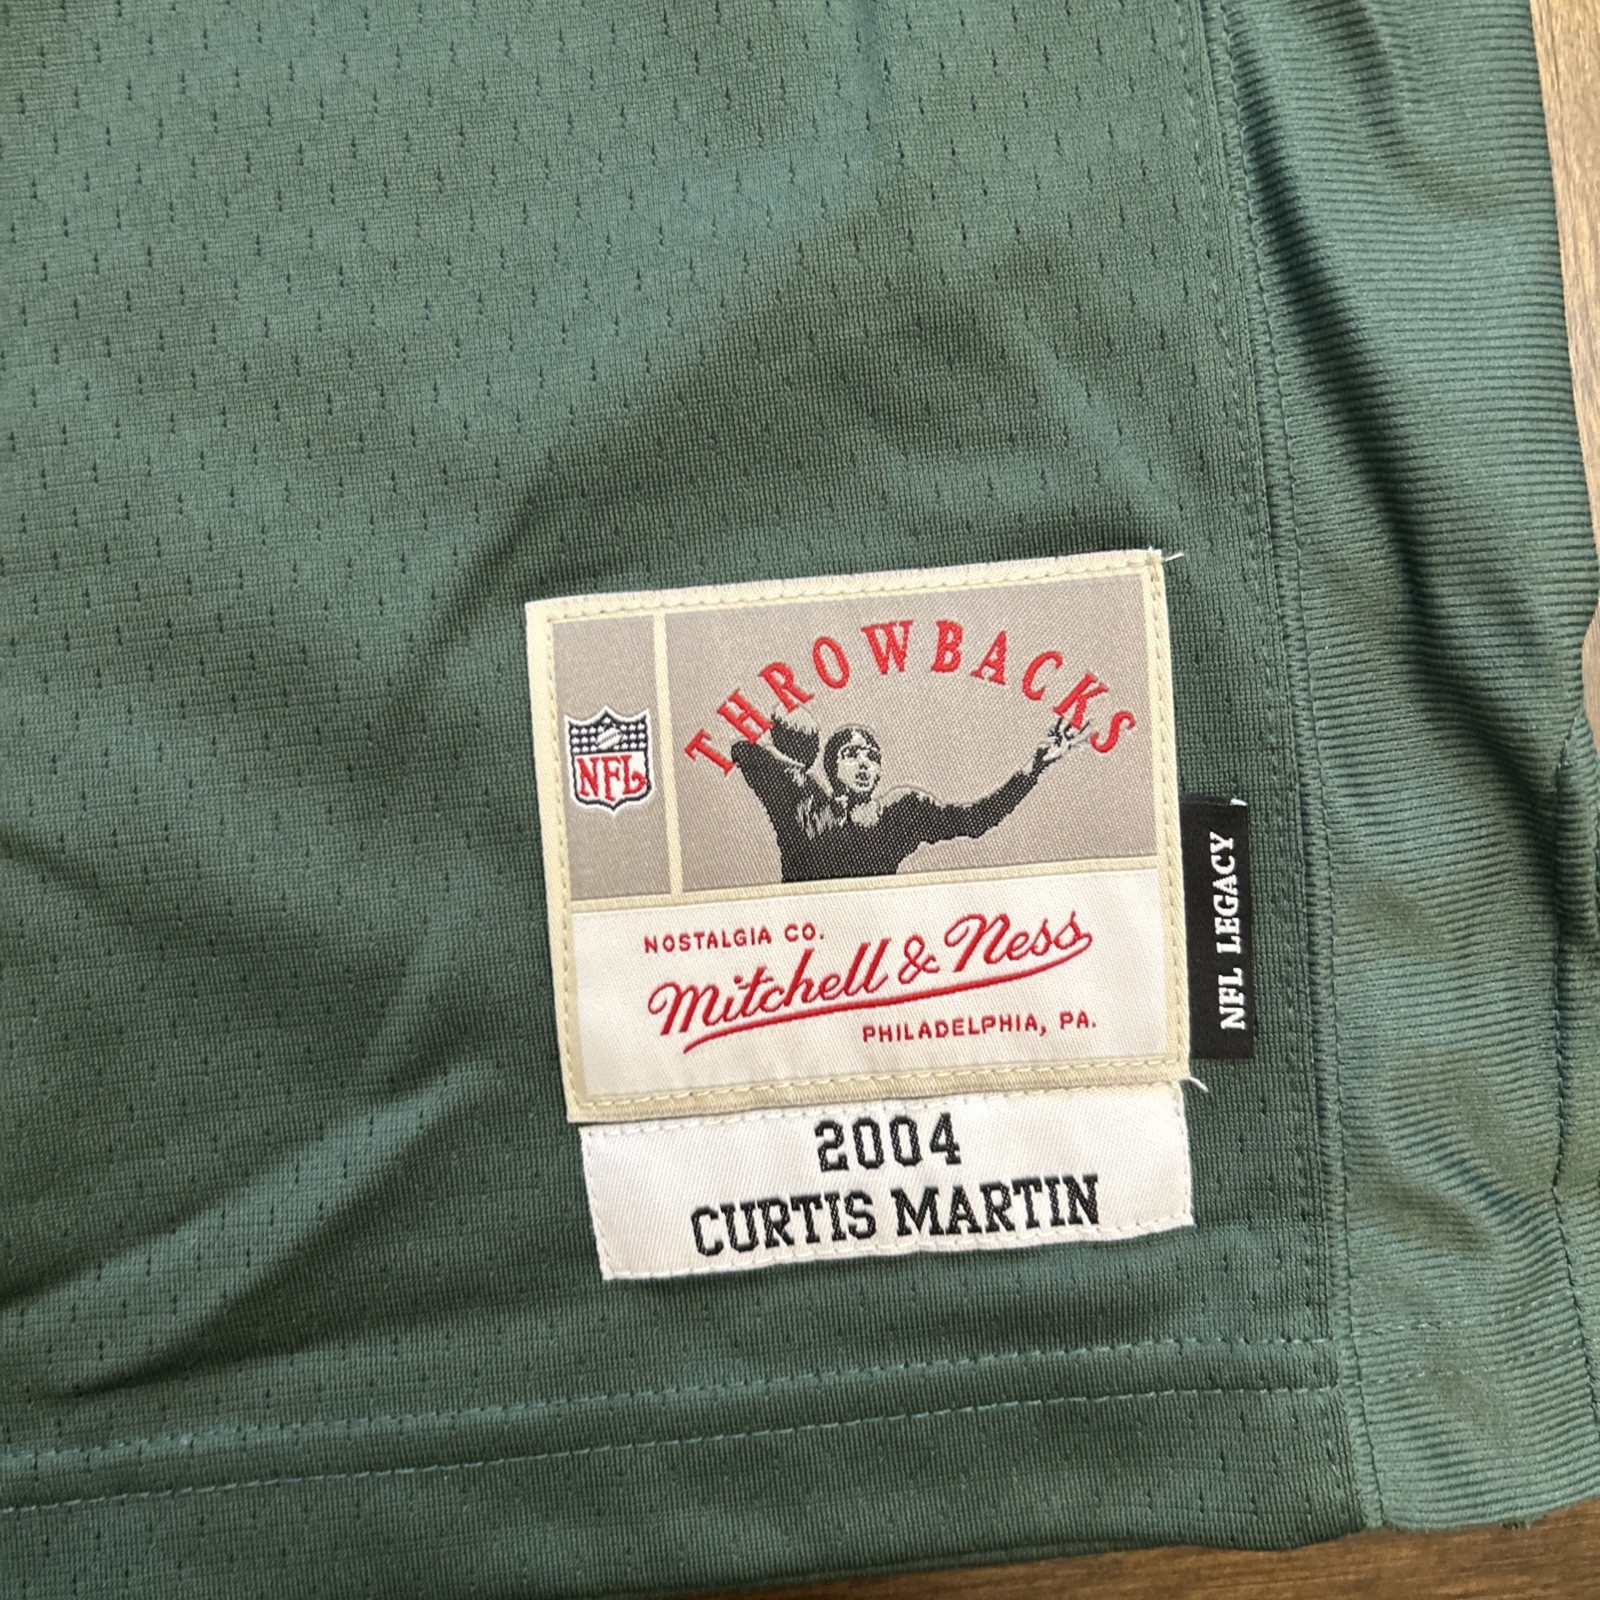 THROWBACKS
NFL
NOSTALGIA CO.
Mitchell & Ness
PHILADELPHIA, PA.
NFL LEGACY
2004
CURTIS MARTIN